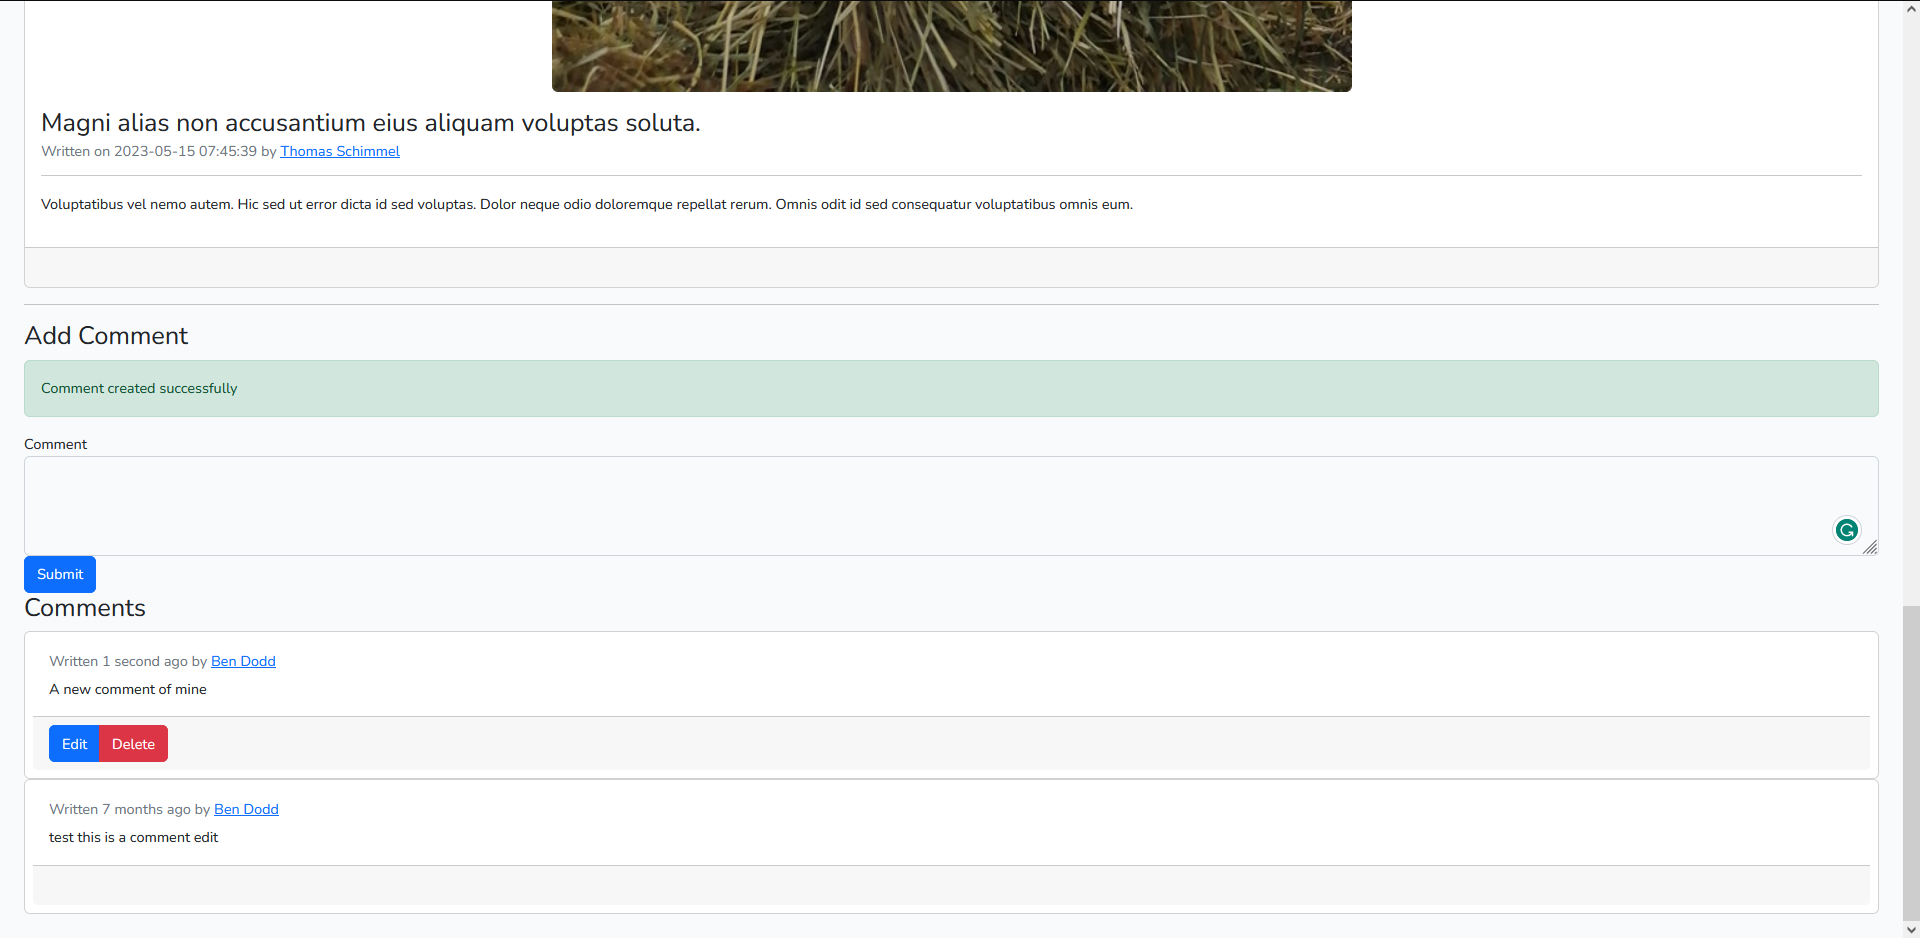 Magni alias non accusantium eius aliquam voluptas soluta.
Written on 2023-05-15 07:45:39 by Thomas Schimmel
Voluptatibus vel nemo autem. Hic sed ut error dicta id sed voluptas. Dolor neque odio doloremque repellat rerum. Omnis odit id sed consequatur voluptatibus omnis eum.
Add Comment
Comment created successfully
Comment
Submit
Comments
Written 1 second ago by Ben Dodd
A new comment of mine
Edit Delete
Written 7 months ago by Ben Dodd
test this is a comment edit